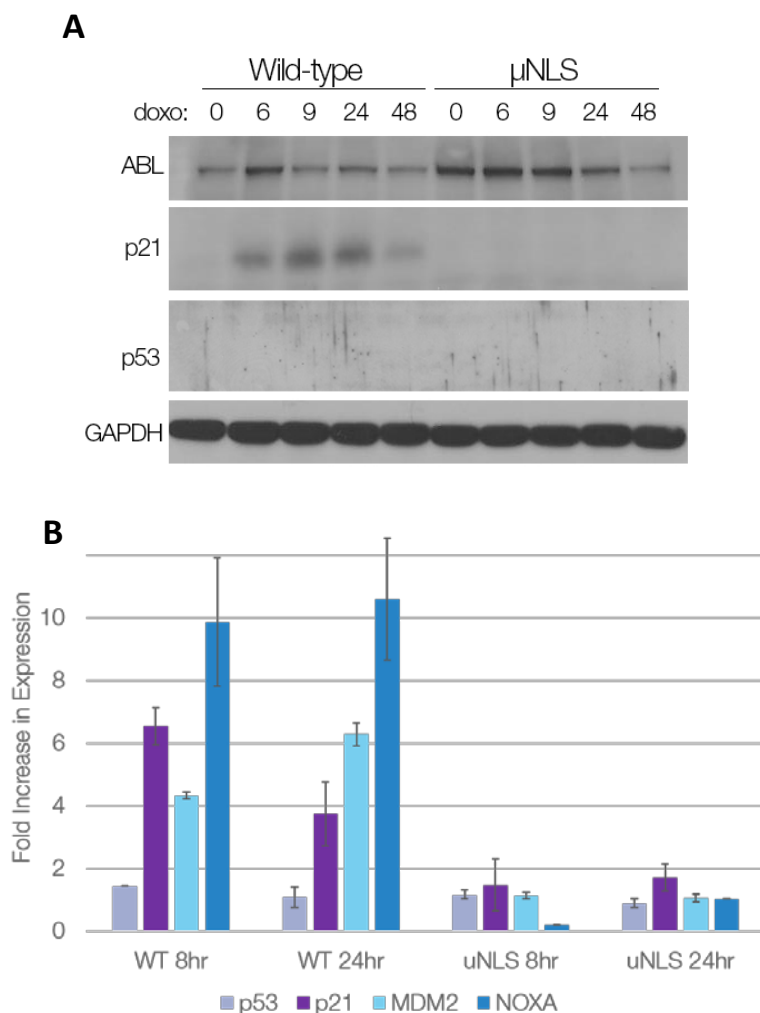 A
Wild-type µNLS
doxo: 0 6 9 24 48 0 6 9 24 48
ABL
p21
p53
GAPDH
B
Fold Increase in Expression
10
8
6
4
2
0
WT 8hr WT 24hr uNLS 8hr uNLS 24hr
p53 p21 MDM2 NOXA